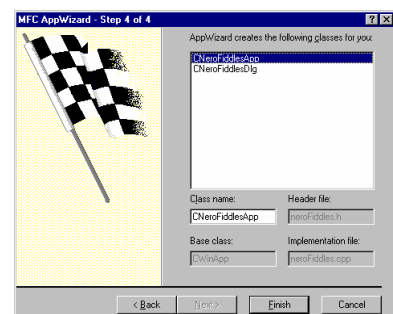 MFC AppWizard - Step 4 of 4
AppWizard creates the following classes for you:
CNeroFiddlesApp
CNeroFiddlesDlg
Class name:
Header file:
CNeroFiddlesApp
neroFiddles.h
Base class:
Implementation file:
CWinApp
neroFiddles.cpp
< Back
Next >
Finish
Cancel